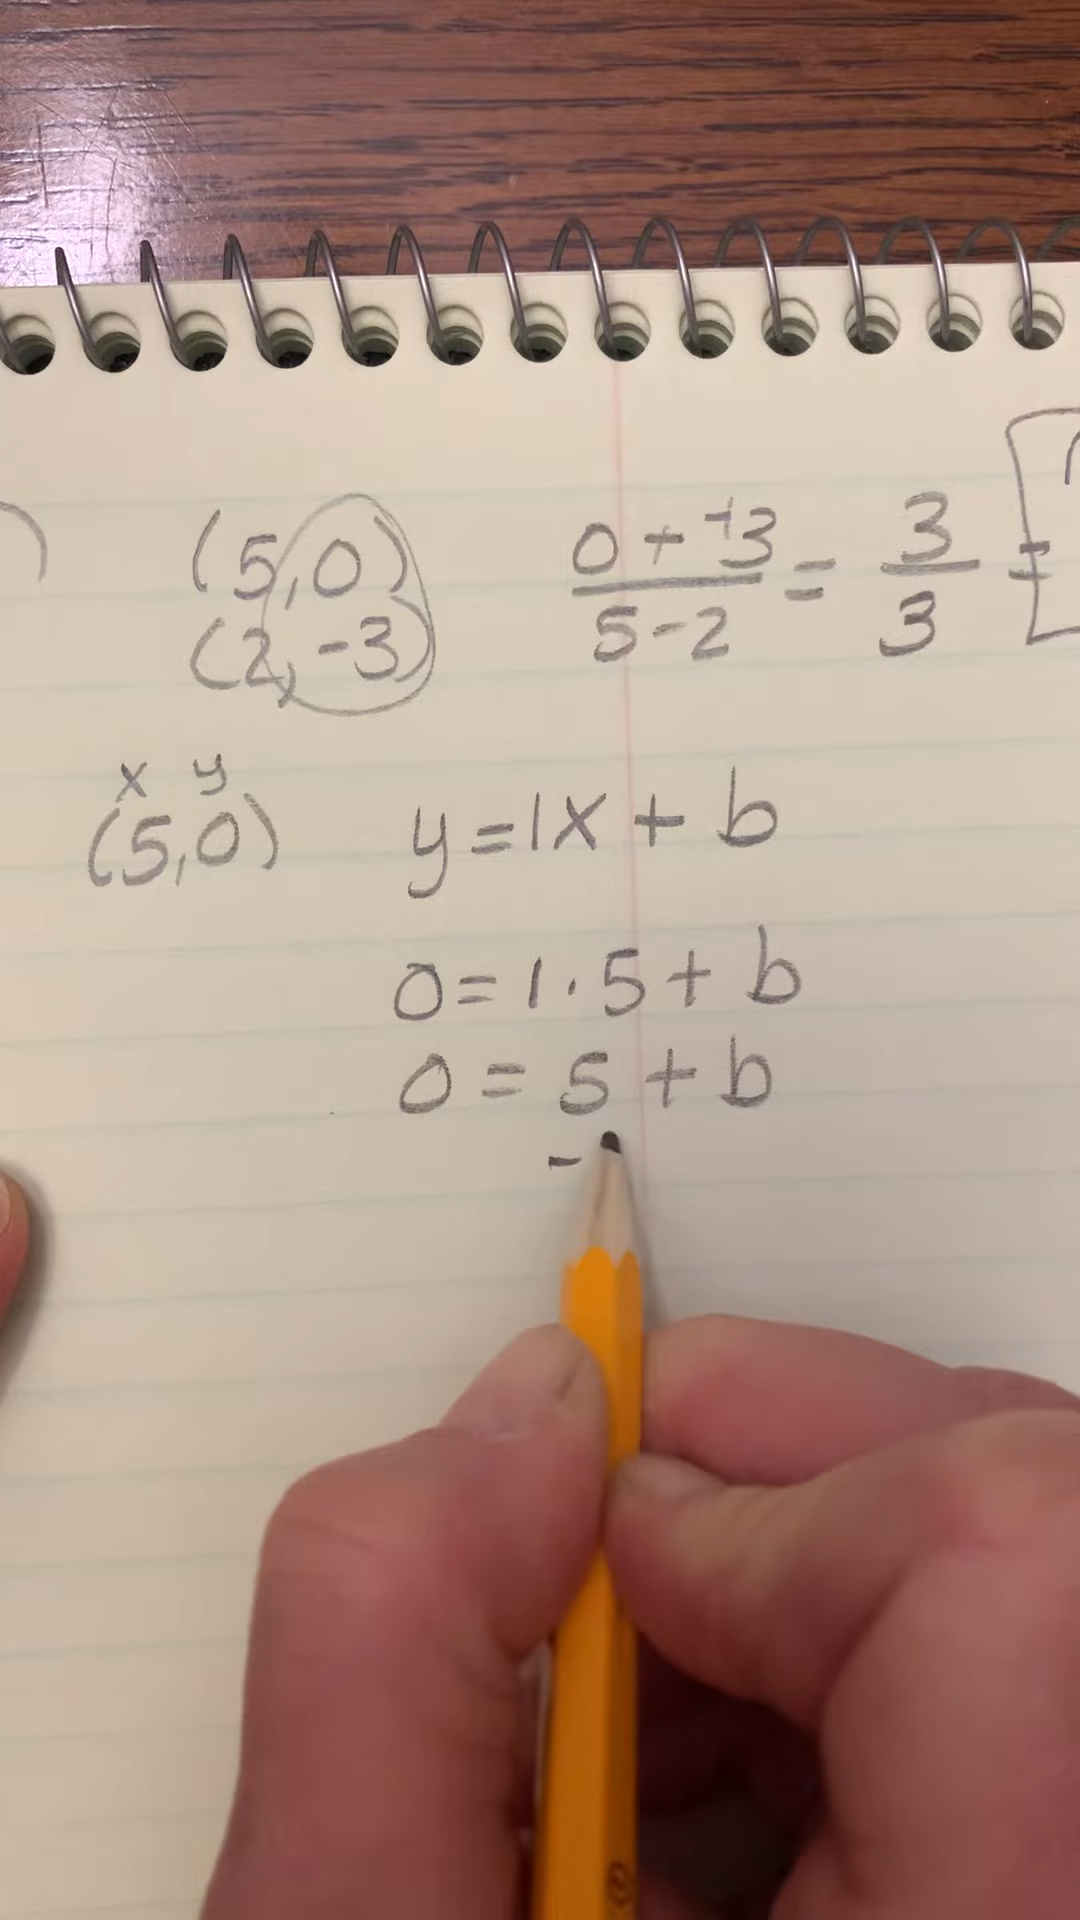 (5,0) 0 + +3 / 5 - 2 = 3/3 =
(2,-3)
x y
(5,0) y = 1x + b
0 = 1 · 5 + b
0 = 5 + b
-